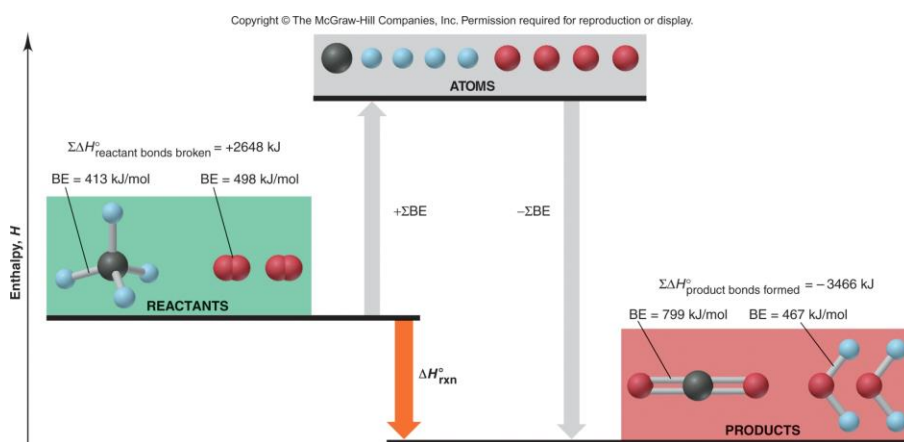 Copyright © The McGraw-Hill Companies, Inc. Permission required for reproduction or display.
ATOMS
ΣΔH°reactant bonds broken = +2648 kJ
BE = 413 kJ/mol
BE = 498 kJ/mol
+ΣBE
−ΣBE
Enthalpy, H
REACTANTS
ΣΔH°product bonds formed = −3466 kJ
BE = 799 kJ/mol
BE = 467 kJ/mol
ΔH°rxn
PRODUCTS